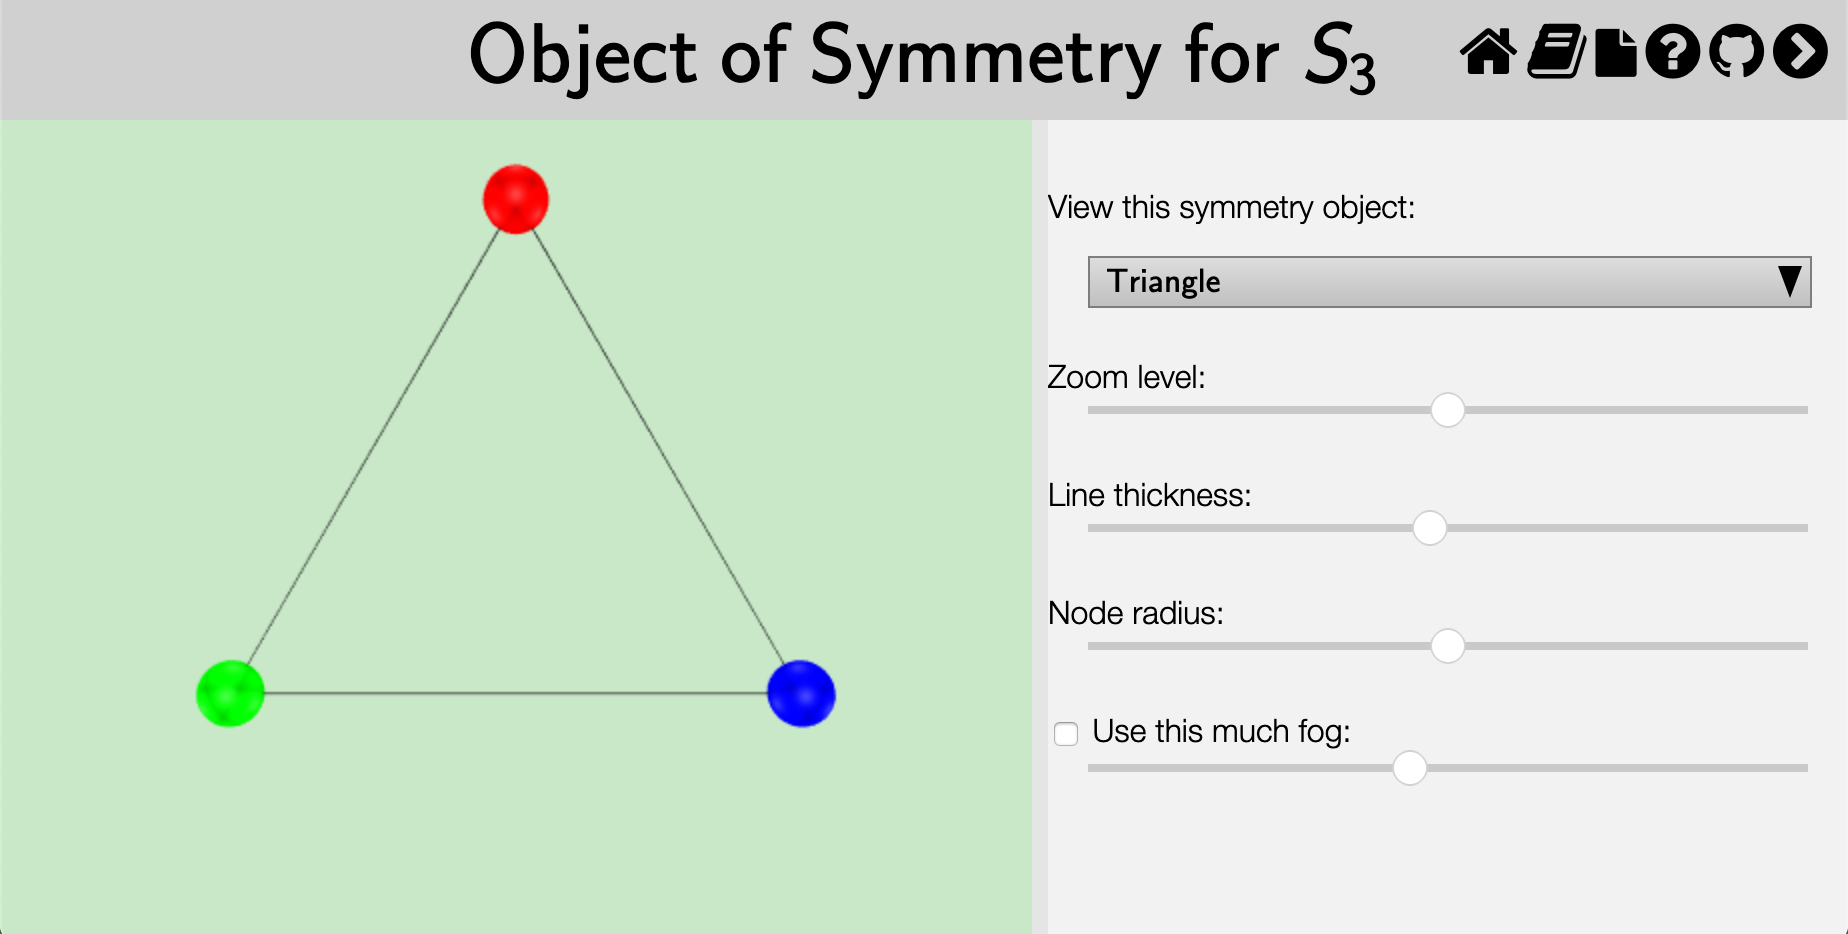 Object of Symmetry for S₃
View this symmetry object:
Triangle
Zoom level:
Line thickness:
Node radius:
Use this much fog: